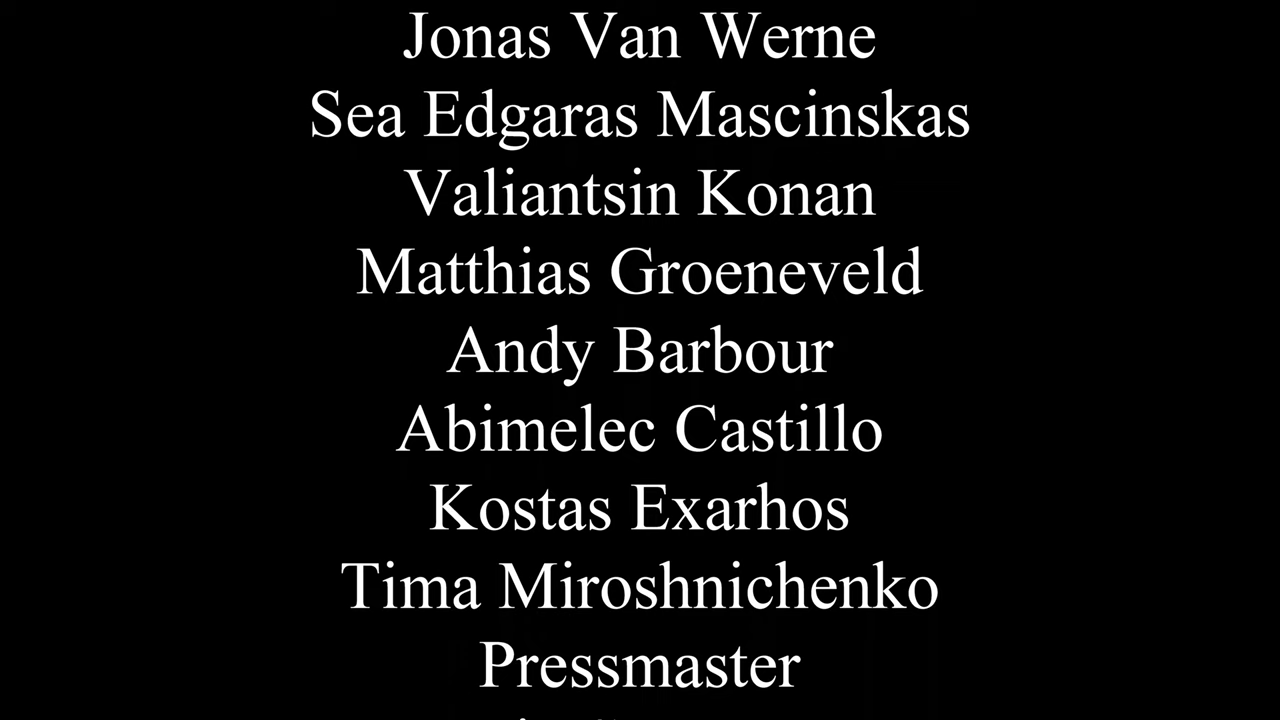 Jonas Van Werne
Sea Edgaras Mascinskas
Valiantsin Konan
Matthias Groeneveld
Andy Barbour
Abimelec Castillo
Kostas Exarhos
Tima Miroshnichenko
Pressmaster